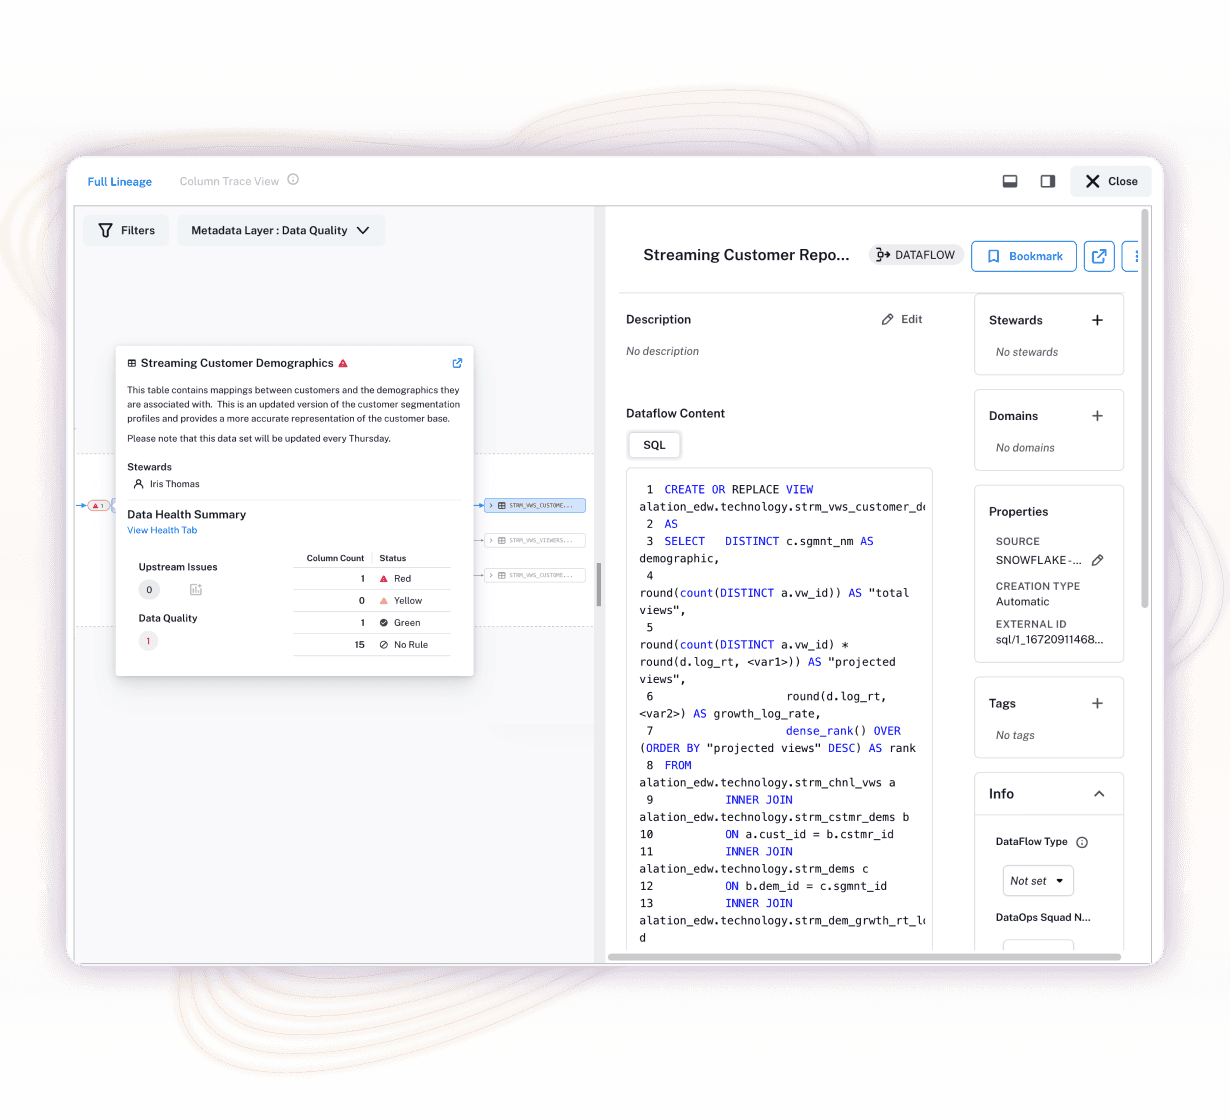 Full Lineage
Column Trace View
Close
Filters
Metadata Layer : Data Quality
Streaming Customer Demographics
This table contains mappings between customers and the demographics they
are associated with.  This is an updated version of the customer segmentation
profiles and provides a more accurate representation of the customer base.
Please note that this data set will be updated every Thursday.
Stewards
Iris Thomas
Data Health Summary
View Health Tab
Upstream Issues
0
Data Quality
1
Column Count Status
1 Red
0 Yellow
1 Green
15 No Rule
1
STRM_VWS_CUSTOME...
STRM_VWS_VIEWERS...
STRM_VWS_CUSTOME...
Streaming Customer Repo...
DATAFLOW
Bookmark
Description
Edit
No description
Dataflow Content
SQL
1 CREATE OR REPLACE VIEW
alation_edw.technology.strm_vws_customer_de
2 AS
3 SELECT   DISTINCT c.sgmnt_nm AS
demographic,
4
round(count(DISTINCT a.vw_id)) AS "total
views",
5
round(count(DISTINCT a.vw_id) *
round(d.log_rt, <var1>)) AS "projected
views",
6 round(d.log_rt,
<var2>) AS growth_log_rate,
7 dense_rank() OVER
(ORDER BY "projected views" DESC) AS rank
8 FROM
alation_edw.technology.strm_chnl_vws a
9 INNER JOIN
alation_edw.technology.strm_cstmr_dems b
10 ON a.cust_id = b.cstmr_id
11 INNER JOIN
alation_edw.technology.strm_dems c
12 ON b.dem_id = c.sgmnt_id
13 INNER JOIN
alation_edw.technology.strm_dem_grwth_rt_lo
d
Stewards
No stewards
Domains
No domains
Properties
SOURCE
SNOWFLAKE-...
CREATION TYPE
Automatic
EXTERNAL ID
sql/1_16720911468...
Tags
No tags
Info
DataFlow Type
Not set
DataOps Squad N...